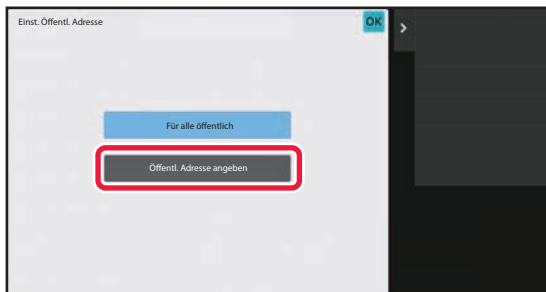 Einst. Öffentl. Adresse
OK
Für alle öffentlich
Öffentl. Adresse angeben